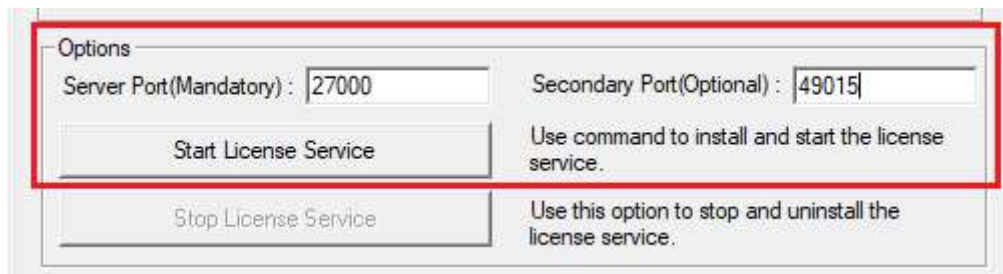 Options
Server Port(Mandatory) : 27000
Secondary Port(Optional) : 49015
Start License Service
Use command to install and start the license
service.
Stop License Service
Use this option to stop and uninstall the
license service.